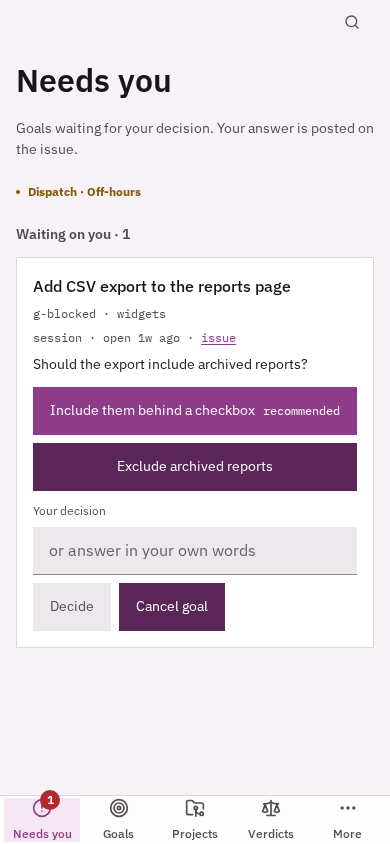 Needs you
Goals waiting for your decision. Your answer is posted on
the issue.
• Dispatch · Off-hours
Waiting on you · 1
Add CSV export to the reports page
g-blocked · widgets
session · open 1w ago · issue
Should the export include archived reports?
Include them behind a checkbox recommended
Exclude archived reports
Your decision
or answer in your own words
Decide Cancel goal
1
Needs you Goals Projects Verdicts More